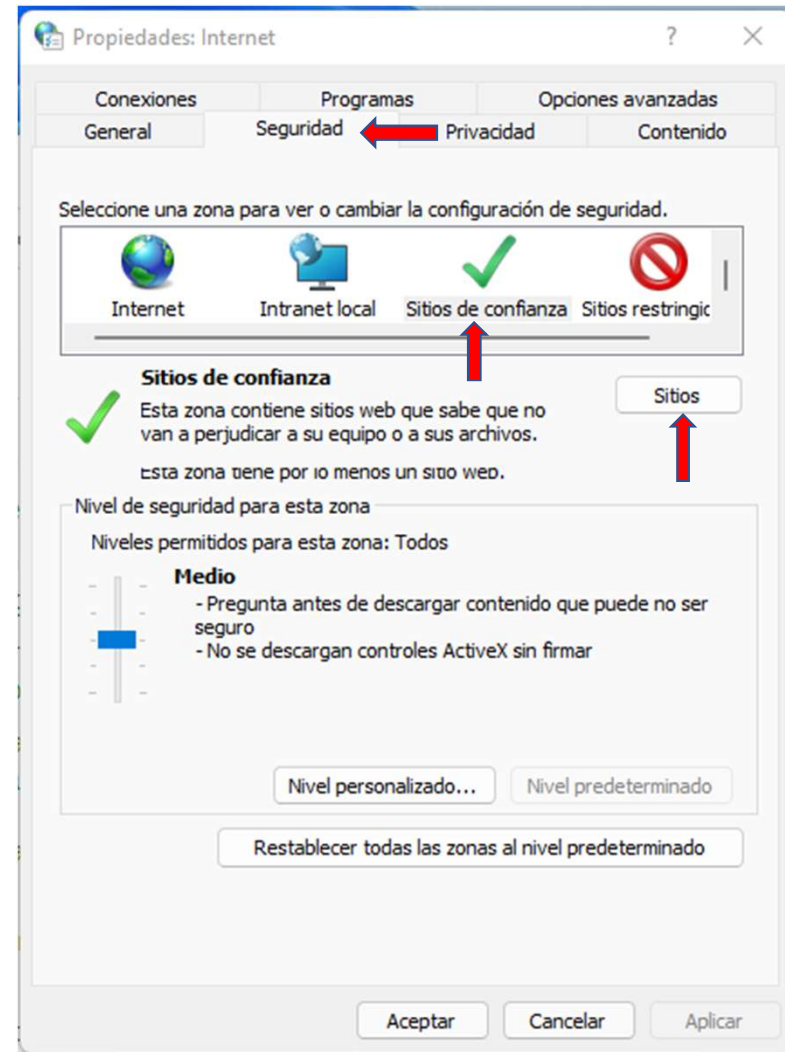 Propiedades: Internet
Conexiones Programas Opciones avanzadas
General Seguridad Privacidad Contenido
Seleccione una zona para ver o cambiar la configuración de seguridad.
Internet Intranet local Sitios de confianza Sitios restringic
Sitios de confianza
Sitios
Esta zona contiene sitios web que sabe que no
van a perjudicar a su equipo o a sus archivos.
Esta zona tiene por lo menos un sitio web.
Nivel de seguridad para esta zona
Niveles permitidos para esta zona: Todos
Medio
- Pregunta antes de descargar contenido que puede no ser
seguro
- No se descargan controles ActiveX sin firmar
Nivel personalizado... Nivel predeterminado
Restablecer todas las zonas al nivel predeterminado
Aceptar Cancelar Aplicar